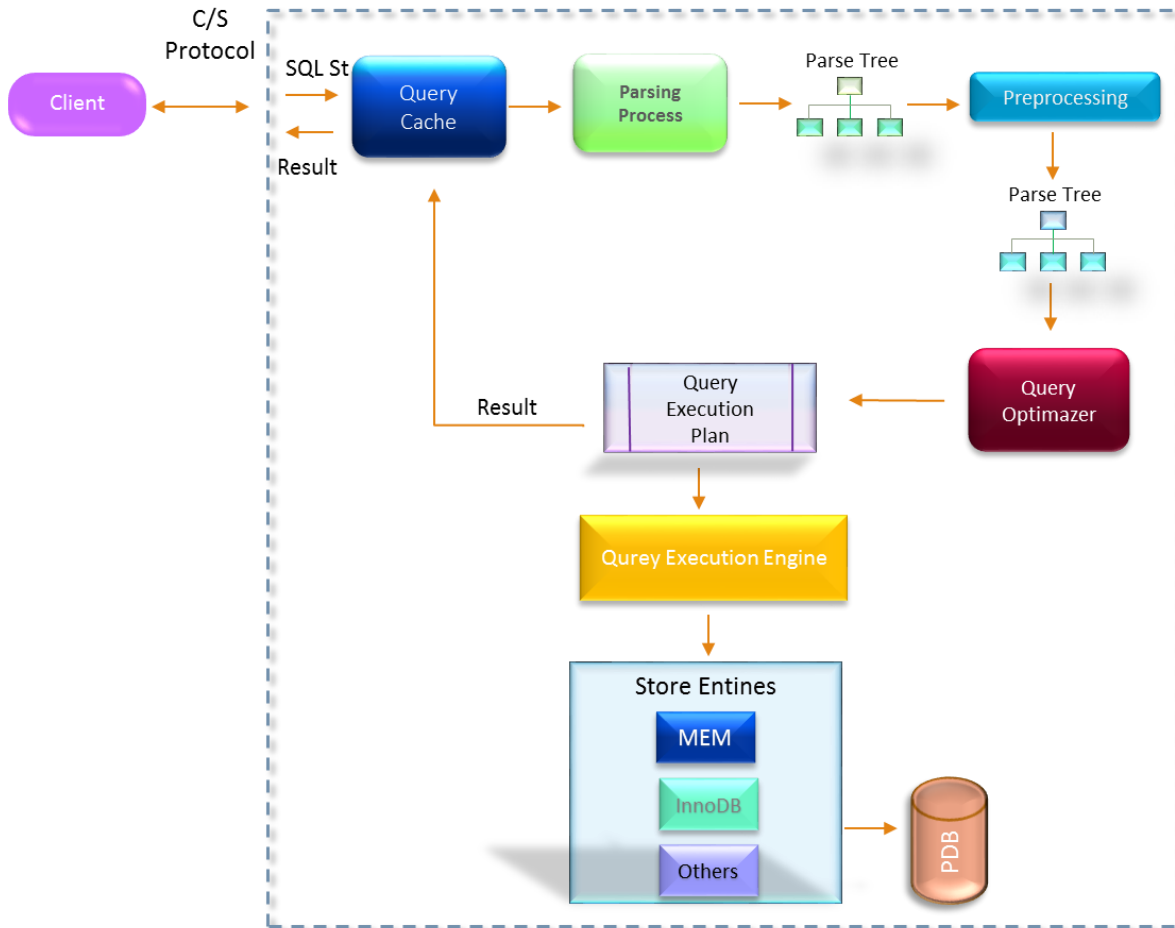 C/S
Protocol
Client
SQL St
Result
Query
Cache
Parsing
Process
Parse Tree
Preprocessing
Parse Tree
Query
Optimazer
Query
Execution
Plan
Result
Qurey Execution Engine
Store Entines
MEM
InnoDB
Others
PDB